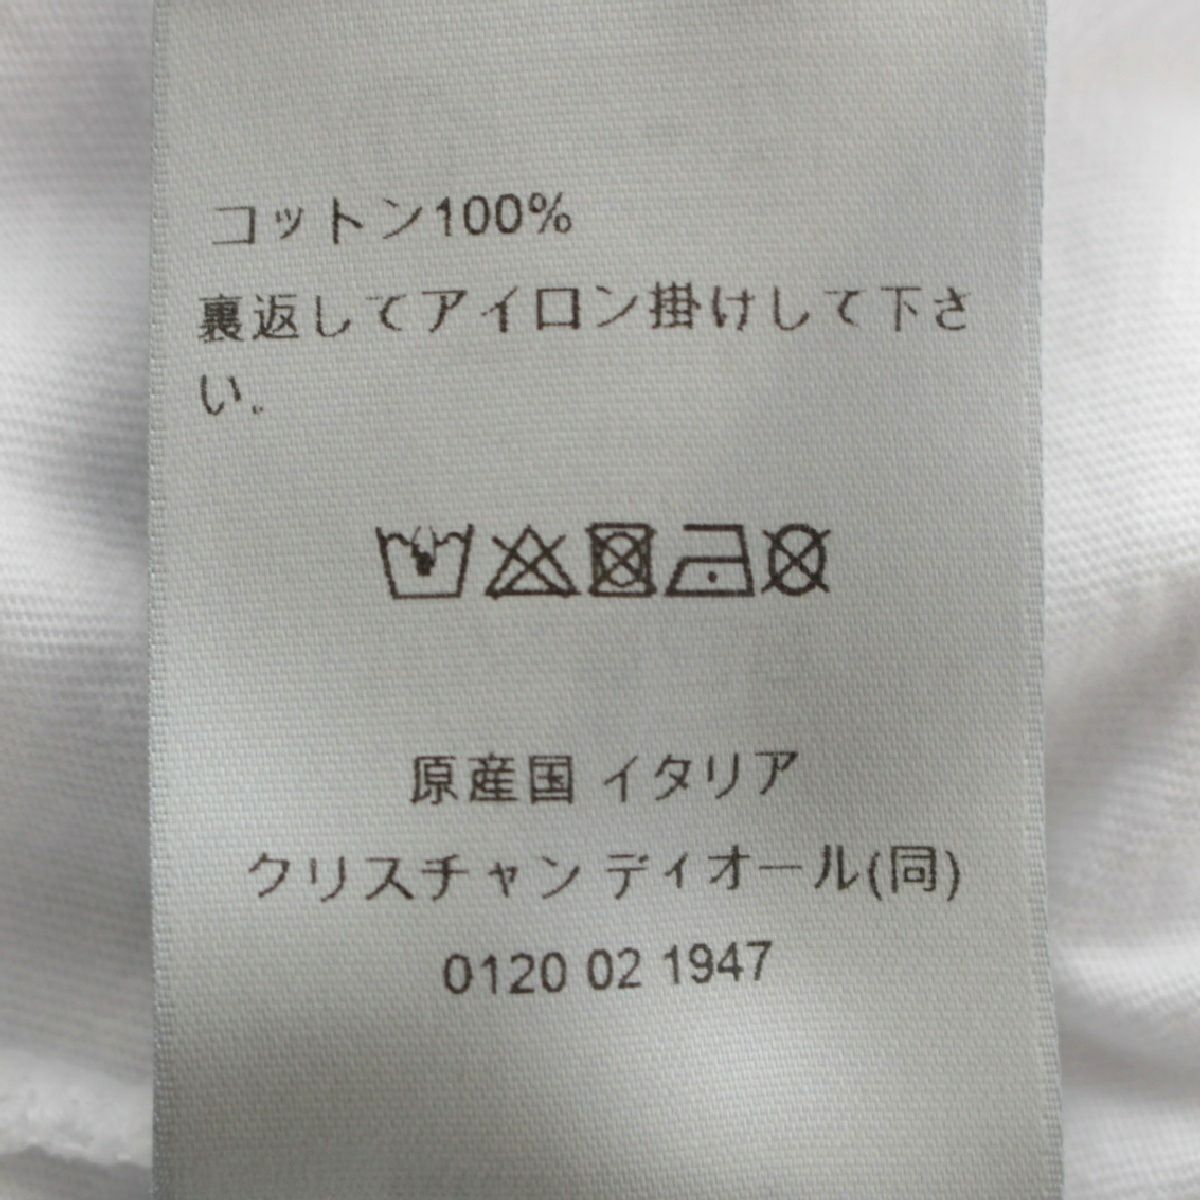 コットン100%
裏返してアイロン掛けして下さ
い.
原産国 イタリア
クリスチャン ディオール(同)
0120 02 1947